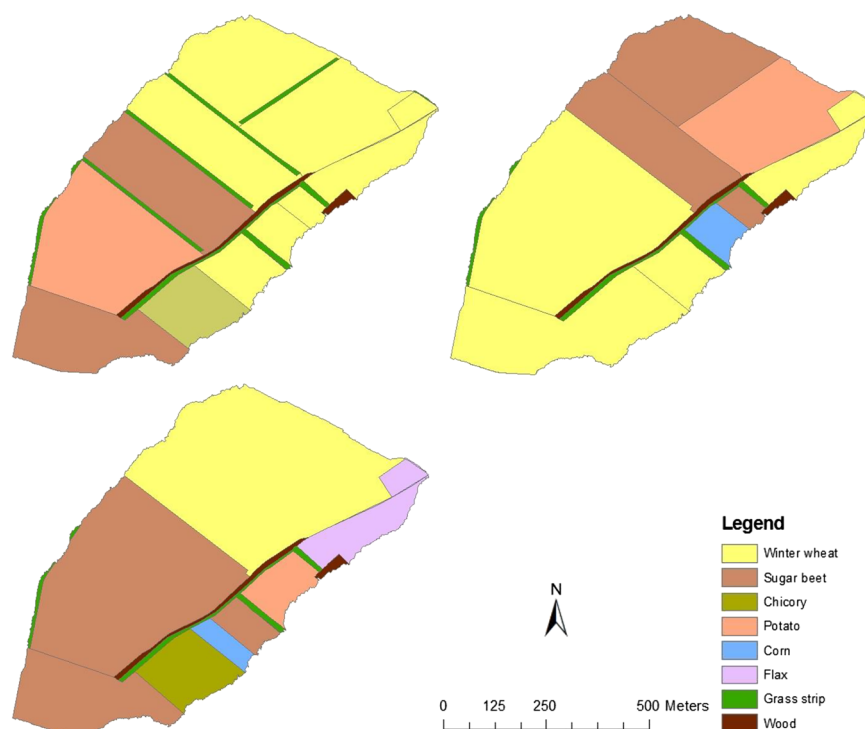 Legend
Winter wheat
Sugar beet
Chicory
Potato
Corn
Flax
Grass strip
Wood
N
0 125 250 500 Meters